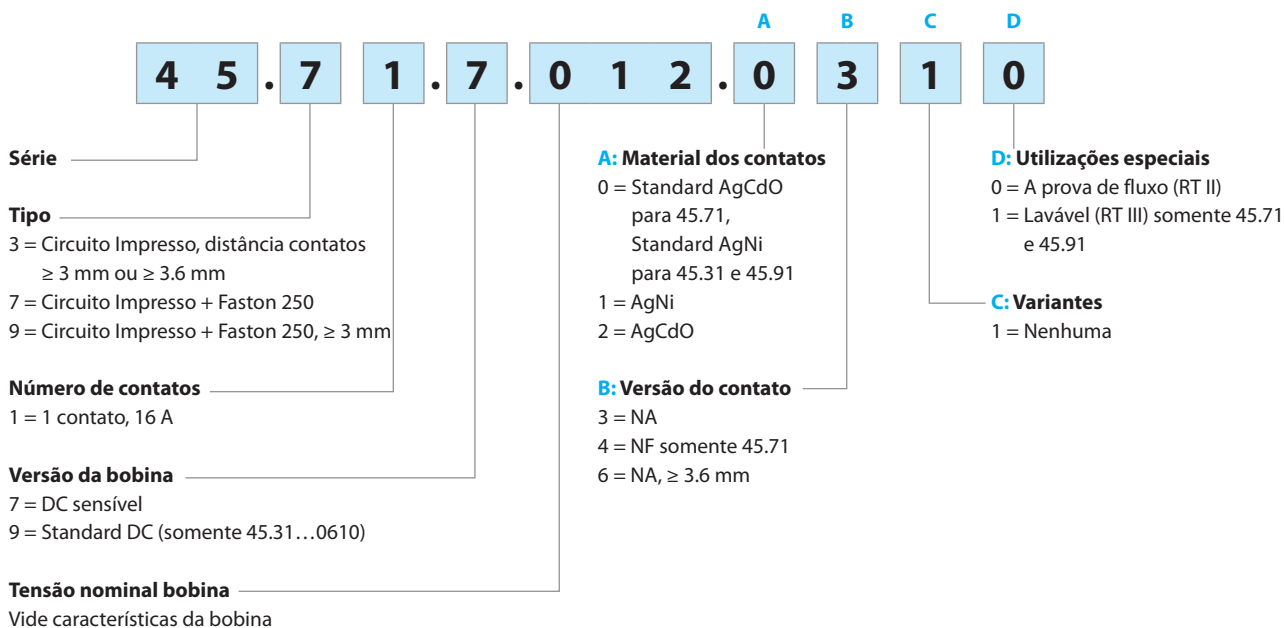 A B C D
4 5 . 7 1 . 7 . 0 1 2 . 0 3 1 0
Série
Tipo
3 = Circuito Impresso, distância contatos
≥ 3 mm ou ≥ 3.6 mm
7 = Circuito Impresso + Faston 250
9 = Circuito Impresso + Faston 250, ≥ 3 mm
Número de contatos
1 = 1 contato, 16 A
Versão da bobina
7 = DC sensível
9 = Standard DC (somente 45.31…0610)
Tensão nominal bobina
Vide características da bobina
A: Material dos contatos
0 = Standard AgCdO
para 45.71,
Standard AgNi
para 45.31 e 45.91
1 = AgNi
2 = AgCdO
B: Versão do contato
3 = NA
4 = NF somente 45.71
6 = NA, ≥ 3.6 mm
D: Utilizações especiais
0 = A prova de fluxo (RT II)
1 = Lavável (RT III) somente 45.71
e 45.91
C: Variantes
1 = Nenhuma